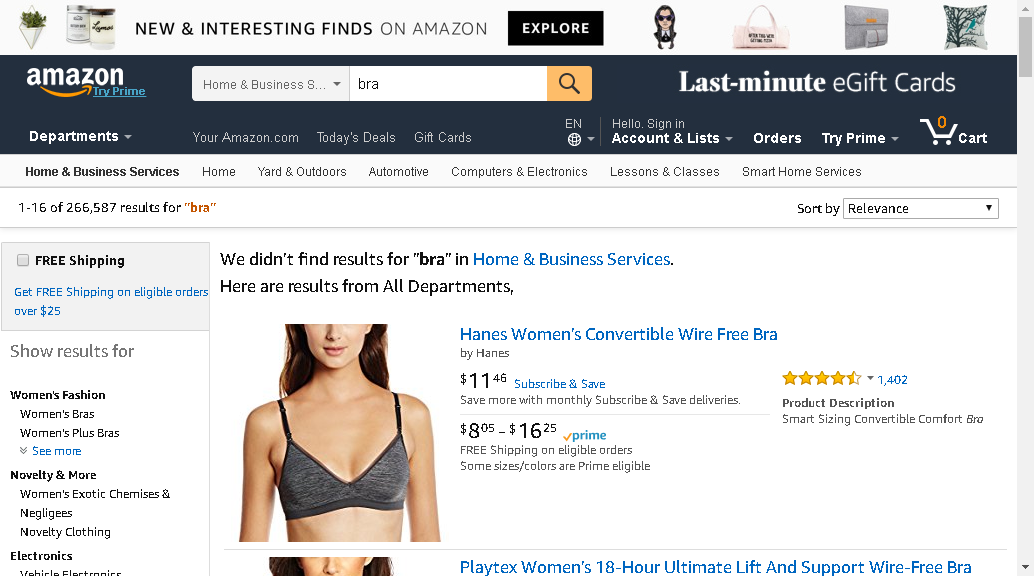 NEW & INTERESTING FINDS ON AMAZON EXPLORE
amazon
Try Prime
Home & Business S... bra
Last-minute eGift Cards
Departments
Your Amazon.com Today's Deals Gift Cards
EN
Hello. Sign in
Account & Lists
Orders
Try Prime
0
Cart
Home & Business Services Home Yard & Outdoors Automotive Computers & Electronics Lessons & Classes Smart Home Services
1-16 of 266,587 results for "bra"
Sort by Relevance
FREE Shipping
Get FREE Shipping on eligible orders
over $25
Show results for
Women's Fashion
Women's Bras
Women's Plus Bras
See more
Novelty & More
Women's Exotic Chemises &
Negligees
Novelty Clothing
Electronics
Vehicle Electronics
We didn't find results for "bra" in Home & Business Services.
Here are results from All Departments,
Hanes Women's Convertible Wire Free Bra
by Hanes
$11 46 Subscribe & Save
Save more with monthly Subscribe & Save deliveries.
$8 05 - $16 25 prime
FREE Shipping on eligible orders
Some sizes/colors are Prime eligible
1,402
Product Description
Smart Sizing Convertible Comfort Bra
Playtex Women's 18-Hour Ultimate Lift And Support Wire-Free Bra